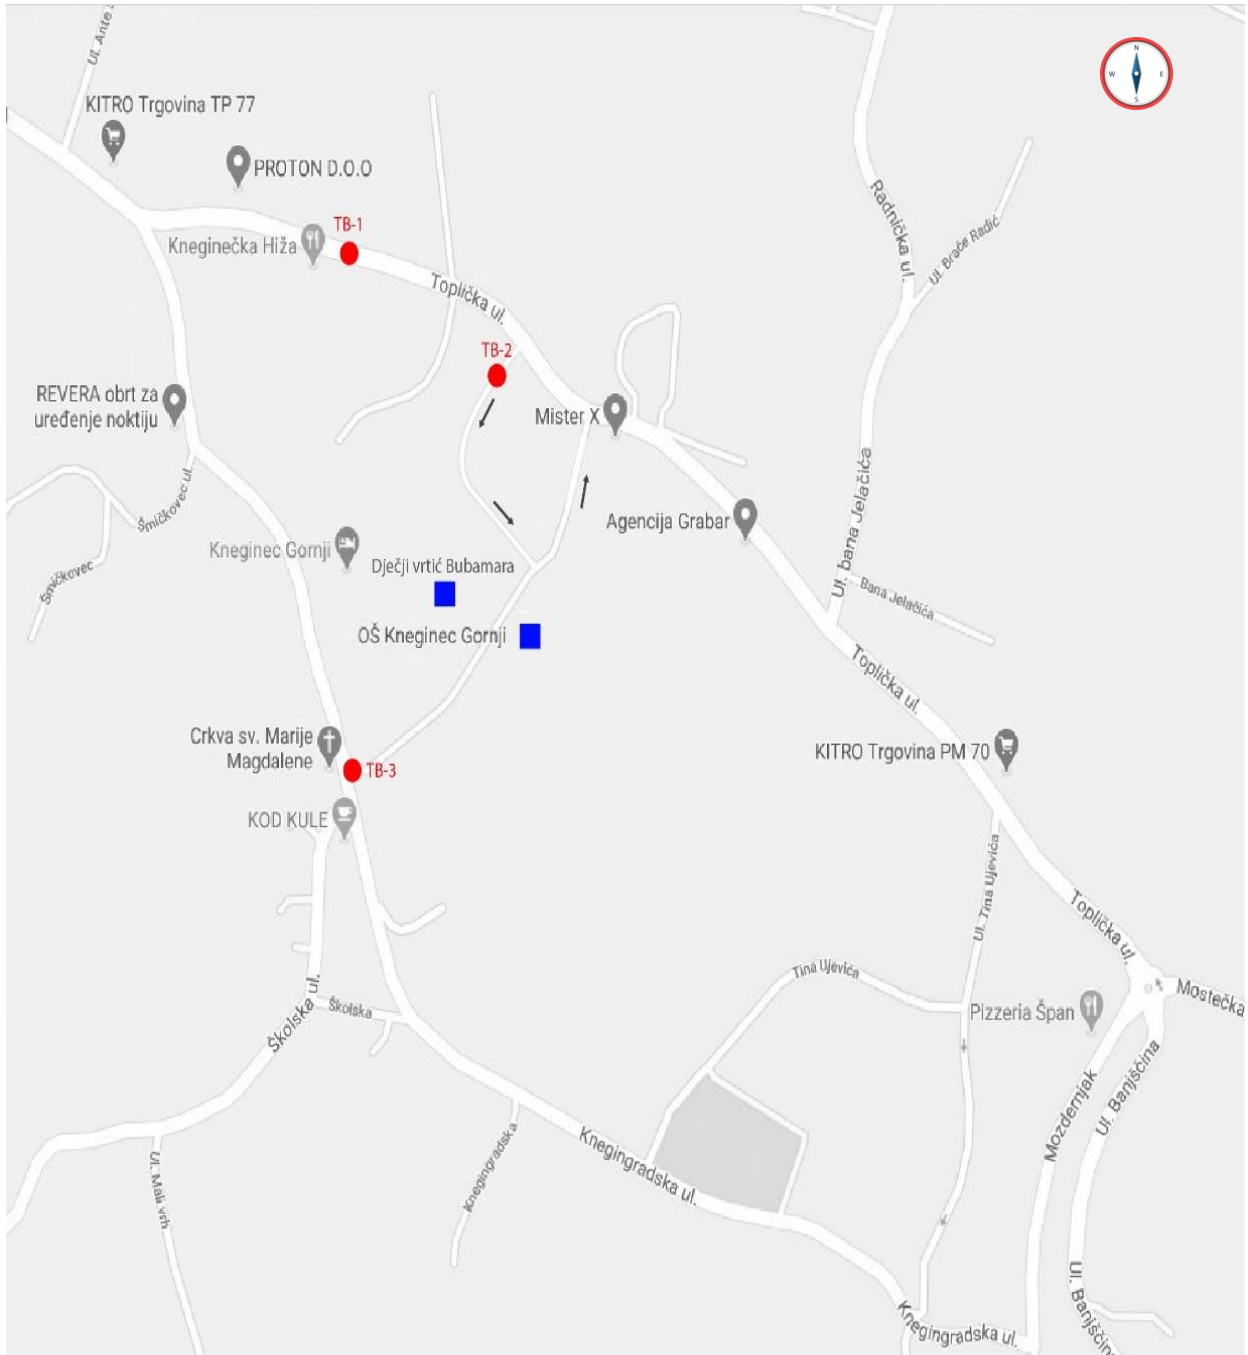 Ul. Ante
KITRO Trgovina TP 77
PROTON D.O.O
TB-1
Kneginečka Hiža
Toplička ul.
N
W
E
S
Radnička ul.
Ul. Braće Radić
TB-2
REVERA obrt za
uređenje noktiju
Mister X
Šmičkovec ul.
Agencija Grabar
Ul. bana Jelačića
Kneginec Gornji
Šmičkovec
Dječji vrtić Bubamara
Bana Jelačića
OŠ Kneginec Gornji
Toplička ul.
Crkva sv. Marije
Magdalene
TB-3
KITRO Trgovina PM 70
KOD KULE
Ul. Tina Ujevića
Toplička ul.
Tina Ujevića
Mostečka
Školska ul.
Školska
Pizzeria Špan
Mozdernjak
Ul. Banjščina
Knegingradska
Knegingradska ul.
Ul. Mali vrh
Knegingradska ul.
Ul. Banjščina